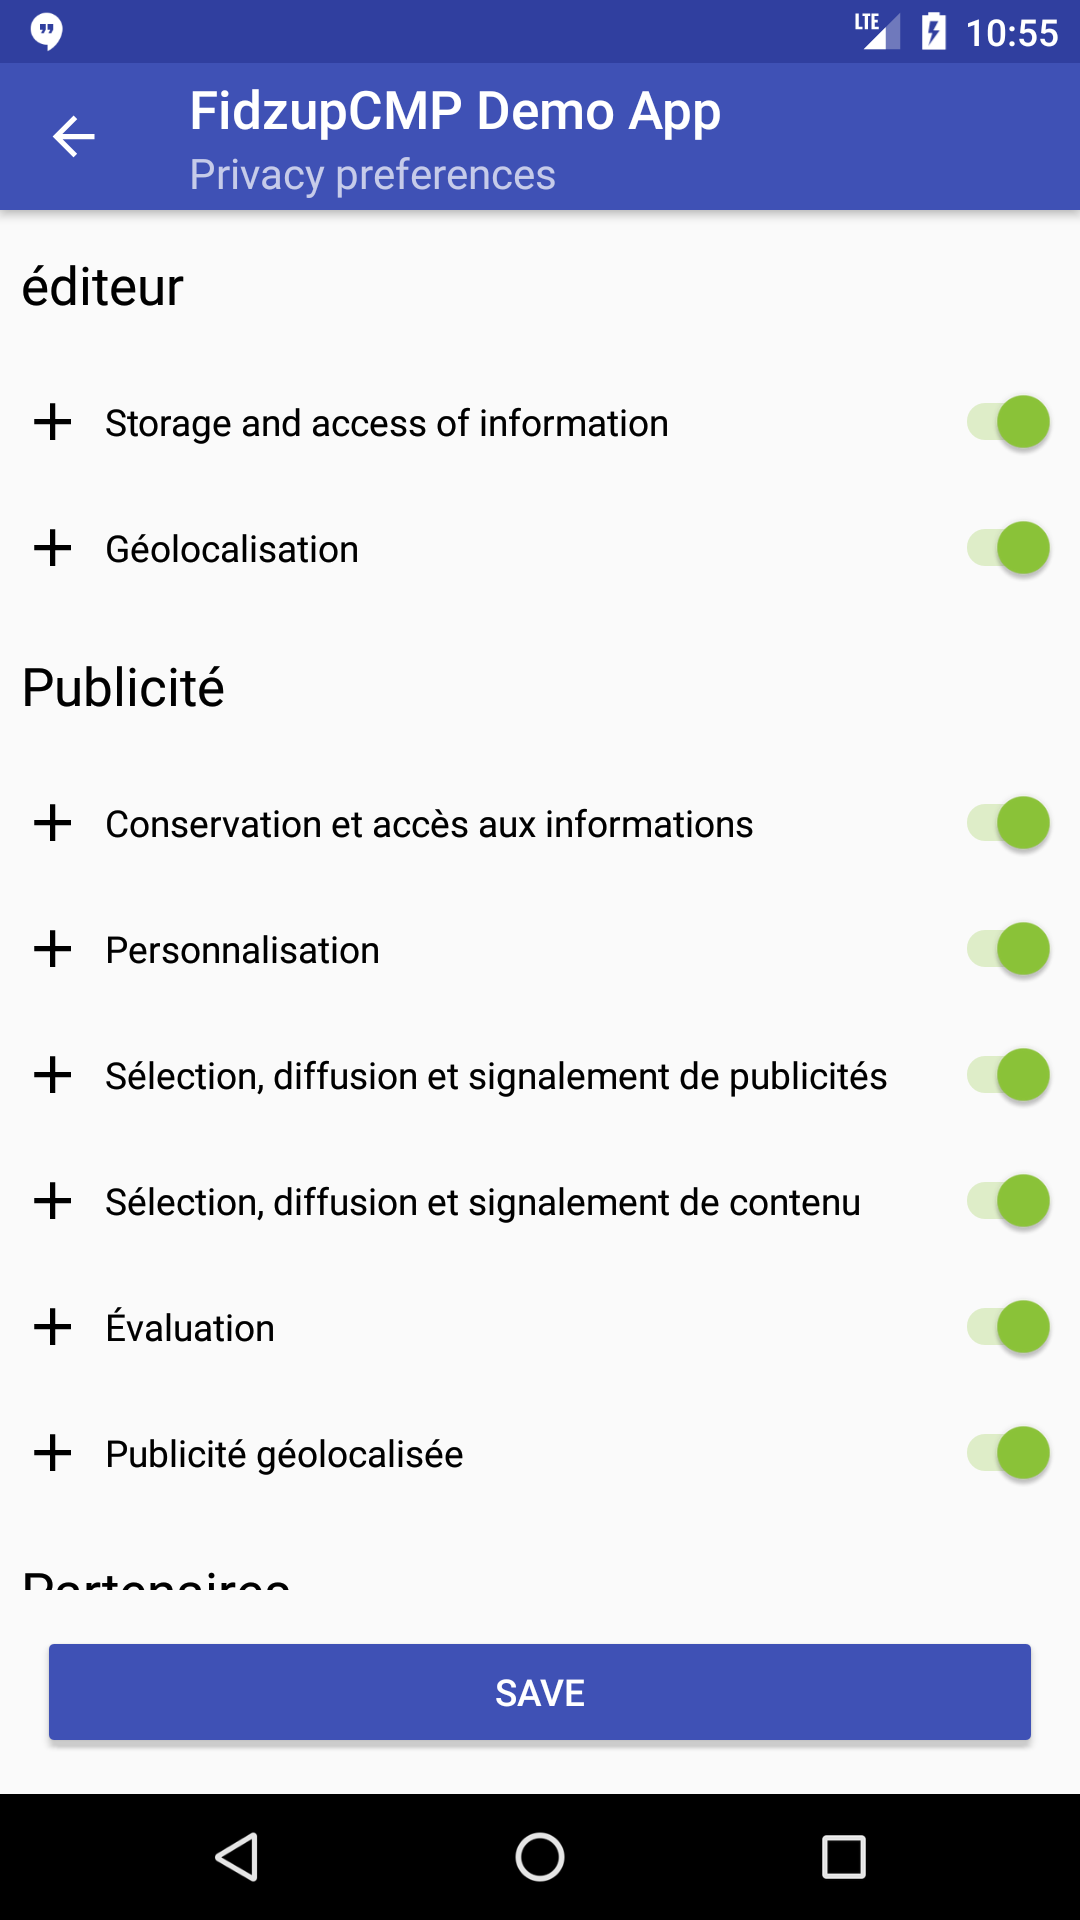 LTE 10:55
FidzupCMP Demo App
Privacy preferences
éditeur
Storage and access of information
Géolocalisation
Publicité
Conservation et accès aux informations
Personnalisation
Sélection, diffusion et signalement de publicités
Sélection, diffusion et signalement de contenu
Évaluation
Publicité géolocalisée
Partenaires
SAVE